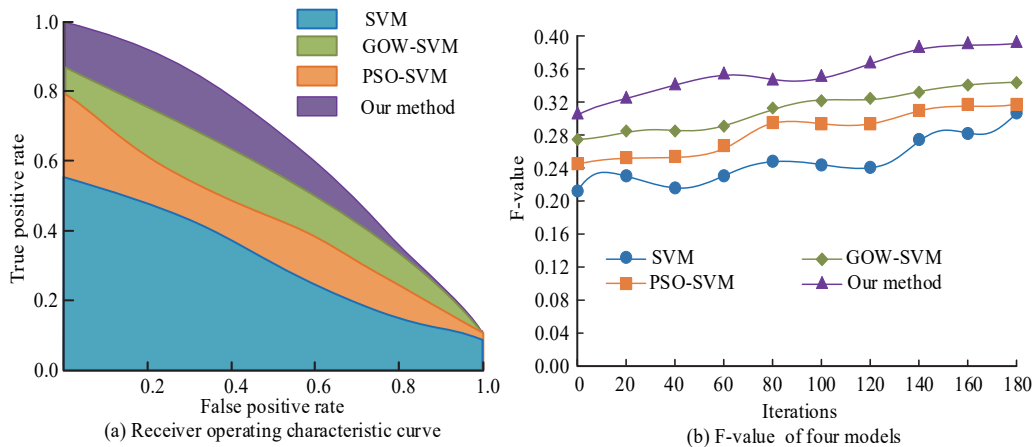 SVM
GOW-SVM
PSO-SVM
Our method
True positive rate
1.0
0.8
0.6
0.4
0.2
0.0
0.2 0.4 0.6 0.8 1.0
False positive rate
(a) Receiver operating characteristic curve
F-value
0.40
0.36
0.32
0.28
0.24
0.20
0.16
0.12
0.08
0.04
0.00
SVM GOW-SVM
PSO-SVM Our method
0 20 40 60 80 100 120 140 160 180
Iterations
(b) F-value of four models